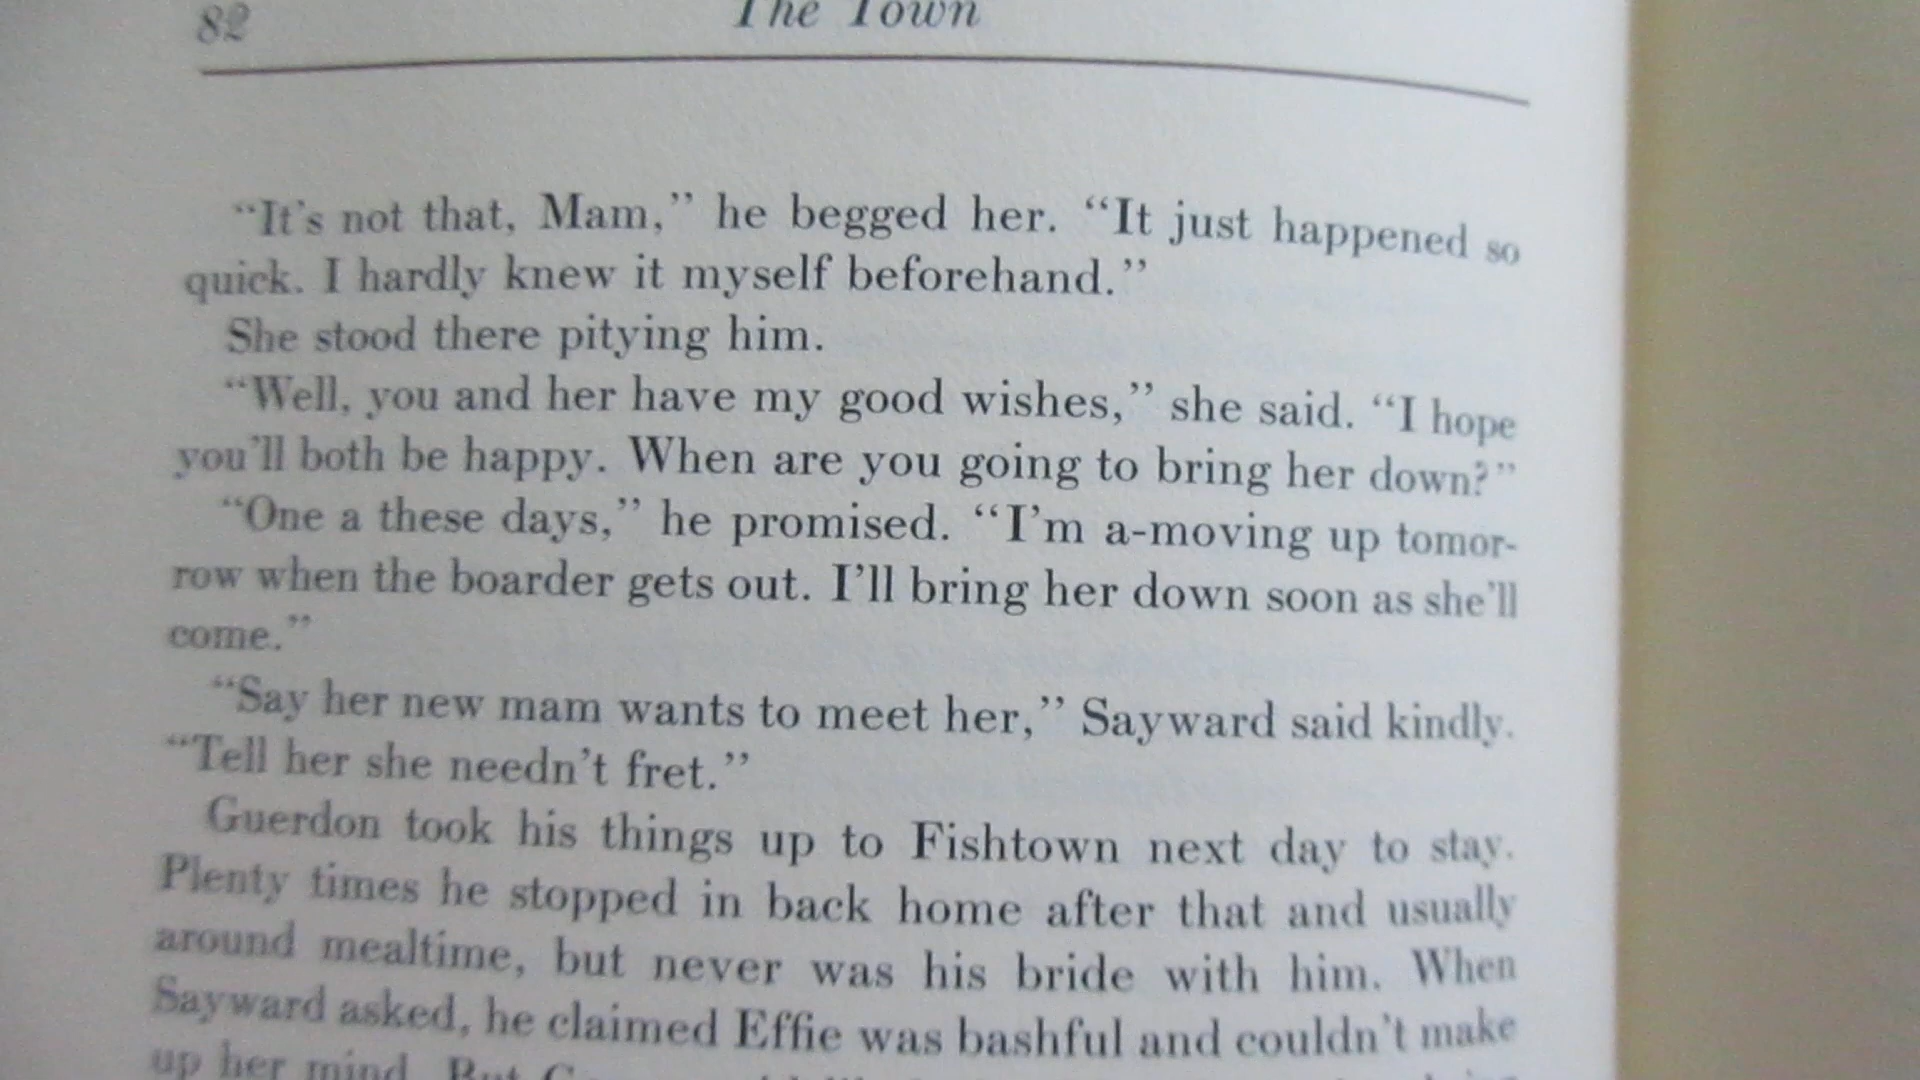 82 The Town
“It's not that, Mam,” he begged her. “It just happened so
quick. I hardly knew it myself beforehand.”
She stood there pitying him.
“Well, you and her have my good wishes,” she said. “I hope
you'll both be happy. When are you going to bring her down?”
“One a these days,” he promised. “I'm a-moving up tomor-
row when the boarder gets out. I'll bring her down soon as she'll
come.”
“Say her new mam wants to meet her,” Sayward said kindly.
“Tell her she needn't fret.”
Guerdon took his things up to Fishtown next day to stay.
Plenty times he stopped in back home after that and usually
around mealtime, but never was his bride with him. When
Sayward asked, he claimed Effie was bashful and couldn't make
up her mind. But